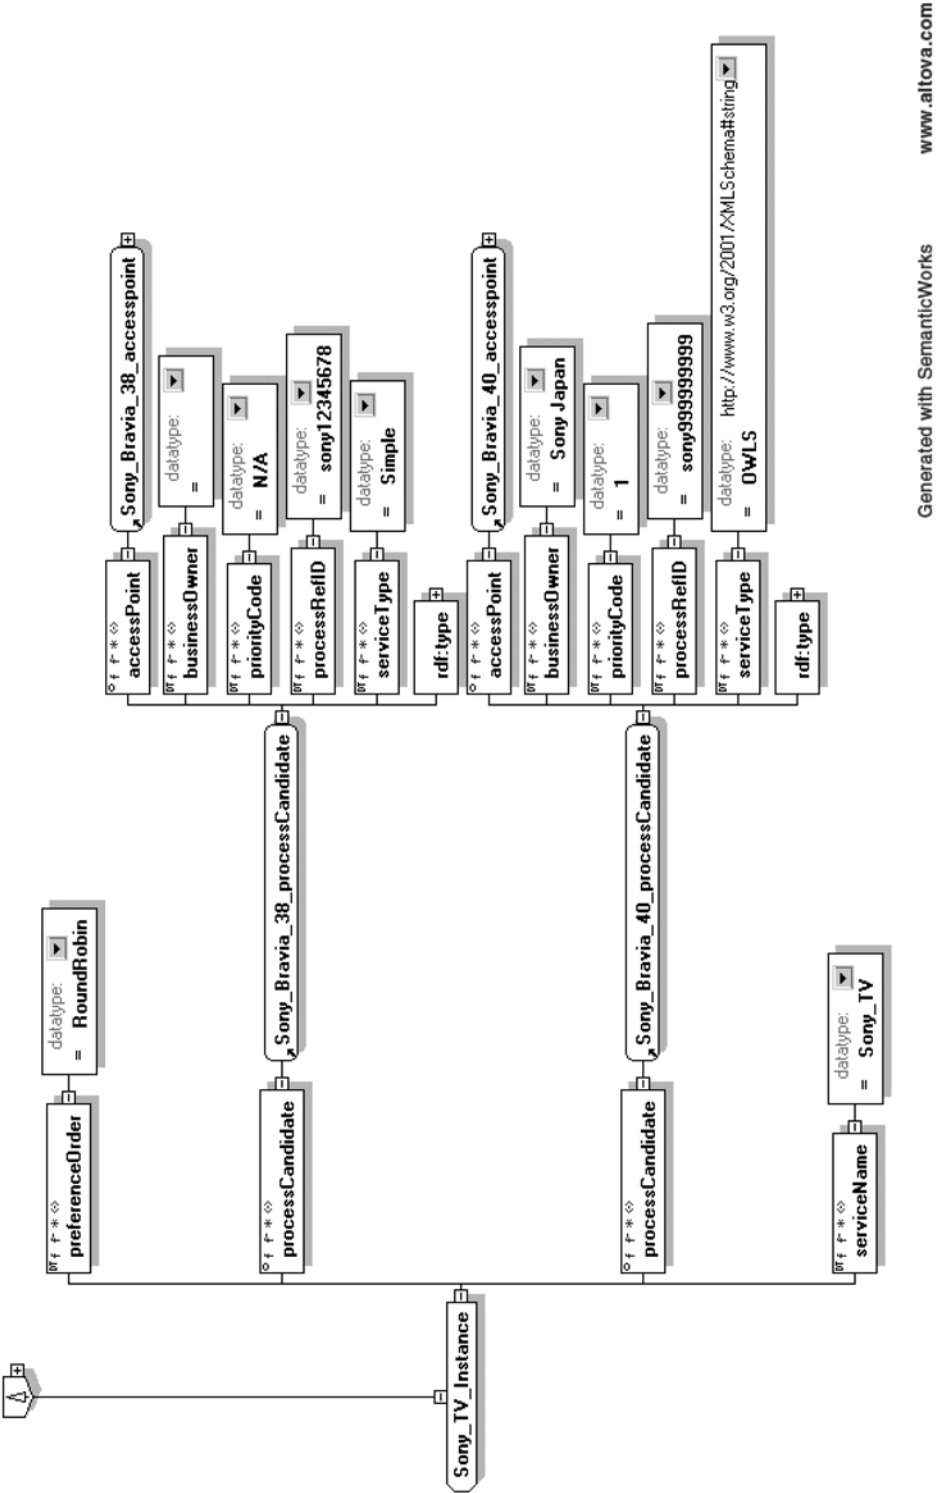 Sony_TV_Instance
preferenceOrder
datatype:
= RoundRobin
processCandidate
Sony_Bravia_38_processCandidate
accessPoint
Sony_Bravia_38_accesspoint
businessOwner
datatype:
=
priorityCode
datatype:
= N/A
processRefID
datatype:
= sony12345678
serviceType
datatype:
= Simple
rdf:type
processCandidate
Sony_Bravia_40_processCandidate
accessPoint
Sony_Bravia_40_accesspoint
businessOwner
datatype:
= Sony Japan
priorityCode
datatype:
= 1
processRefID
datatype:
= sony9999999999
serviceType
datatype: http://www.w3.org/2001/XMLSchema#string
= OWLS
rdf:type
serviceName
datatype:
= Sony_TV
Generated with SemanticWorks www.altova.com